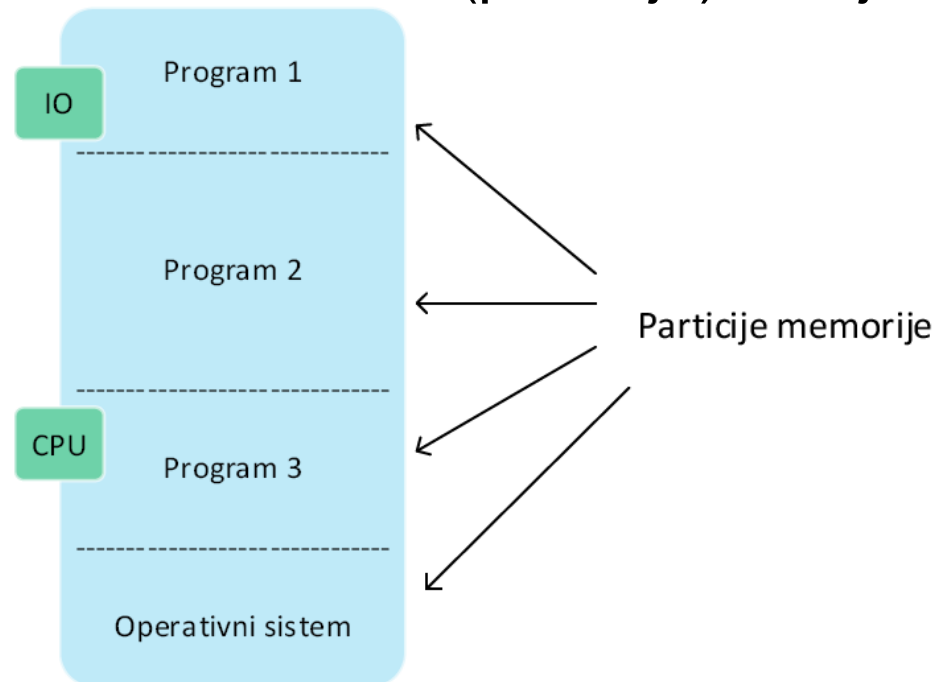 Program 1
IO
Program 2
Particije memorije
CPU
Program 3
Operativni sistem